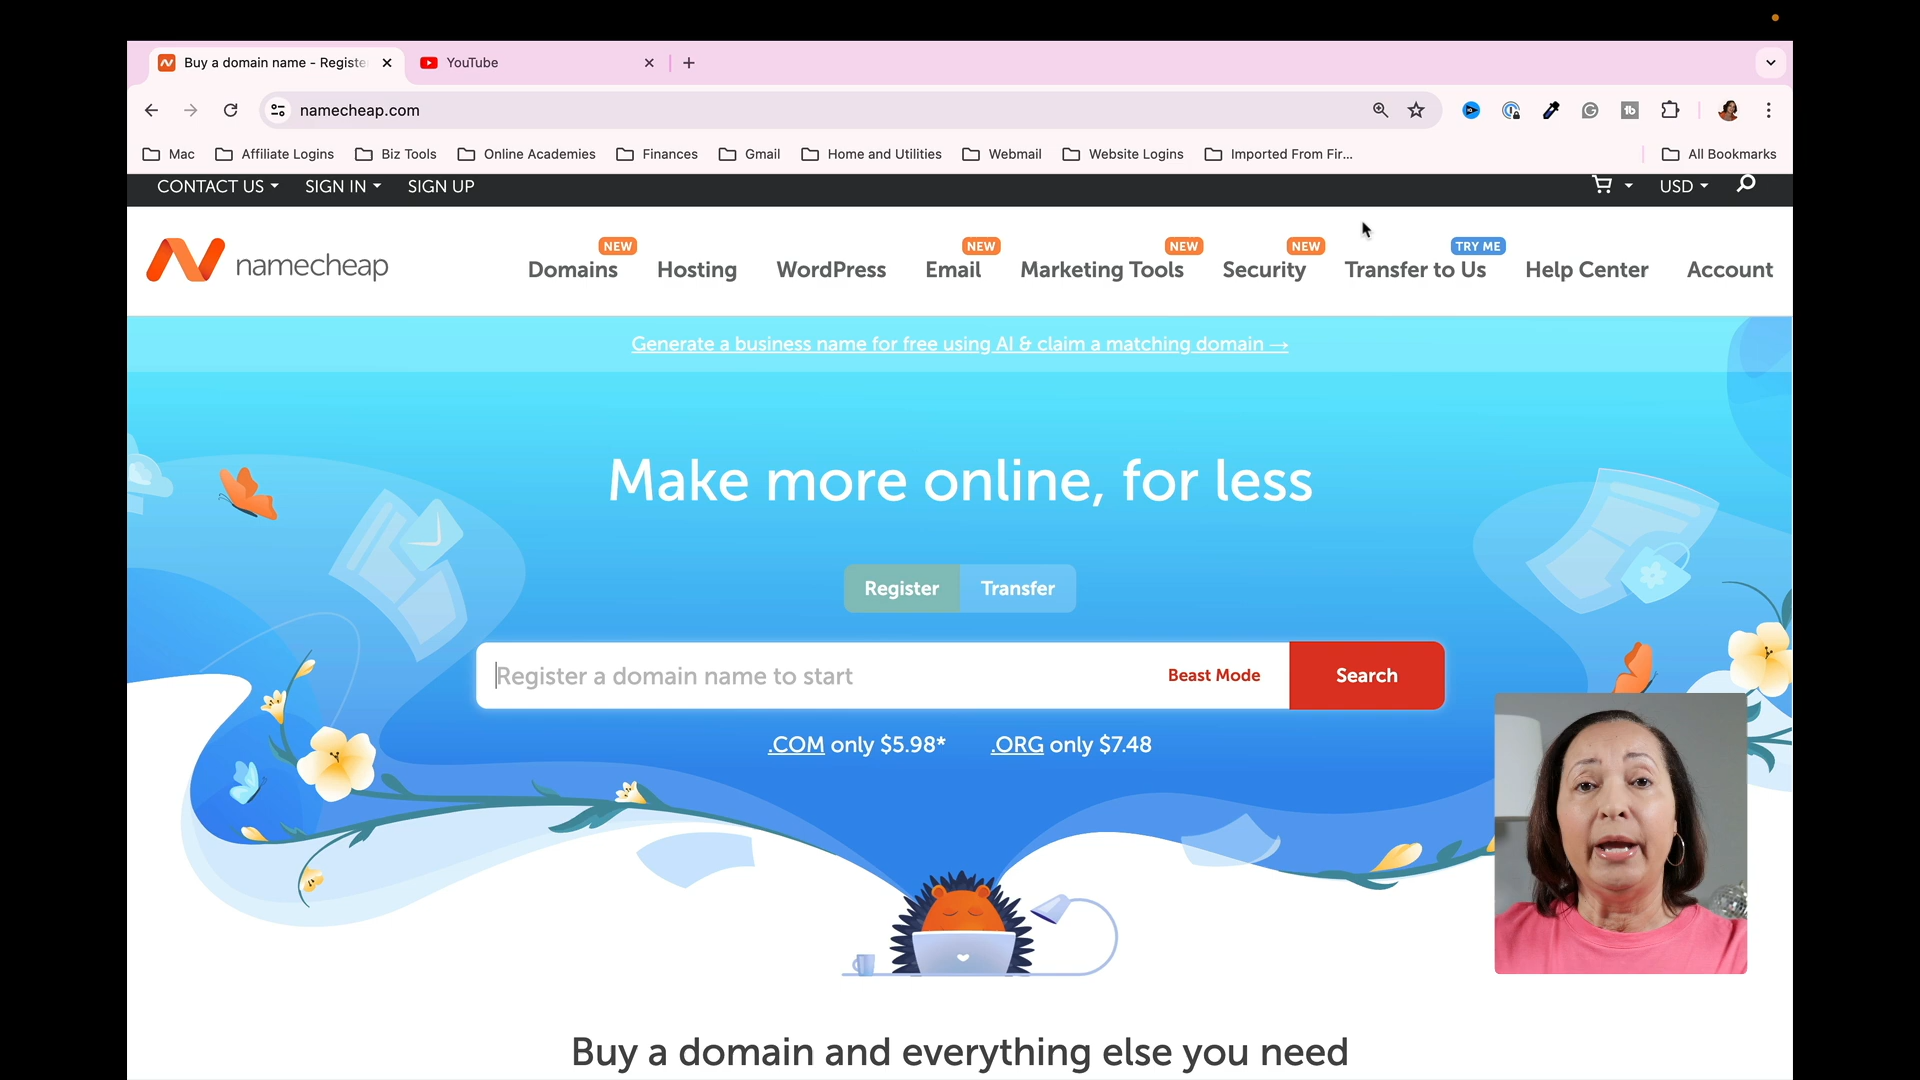 Buy a domain name - Registe
YouTube
namecheap.com
Mac
Affiliate Logins
Biz Tools
Online Academies
Finances
Gmail
Home and Utilities
Webmail
Website Logins
Imported From Fir...
All Bookmarks
CONTACT US
SIGN IN
SIGN UP
USD
namecheap
NEW
NEW
NEW
NEW
TRY ME
Domains
Hosting
WordPress
Email
Marketing Tools
Security
Transfer to Us
Help Center
Account
Generate a business name for free using AI & claim a matching domain →
Make more online, for less
Register
Transfer
Register a domain name to start
Beast Mode
Search
.COM only $5.98*
.ORG only $7.48
Buy a domain and everything else you need